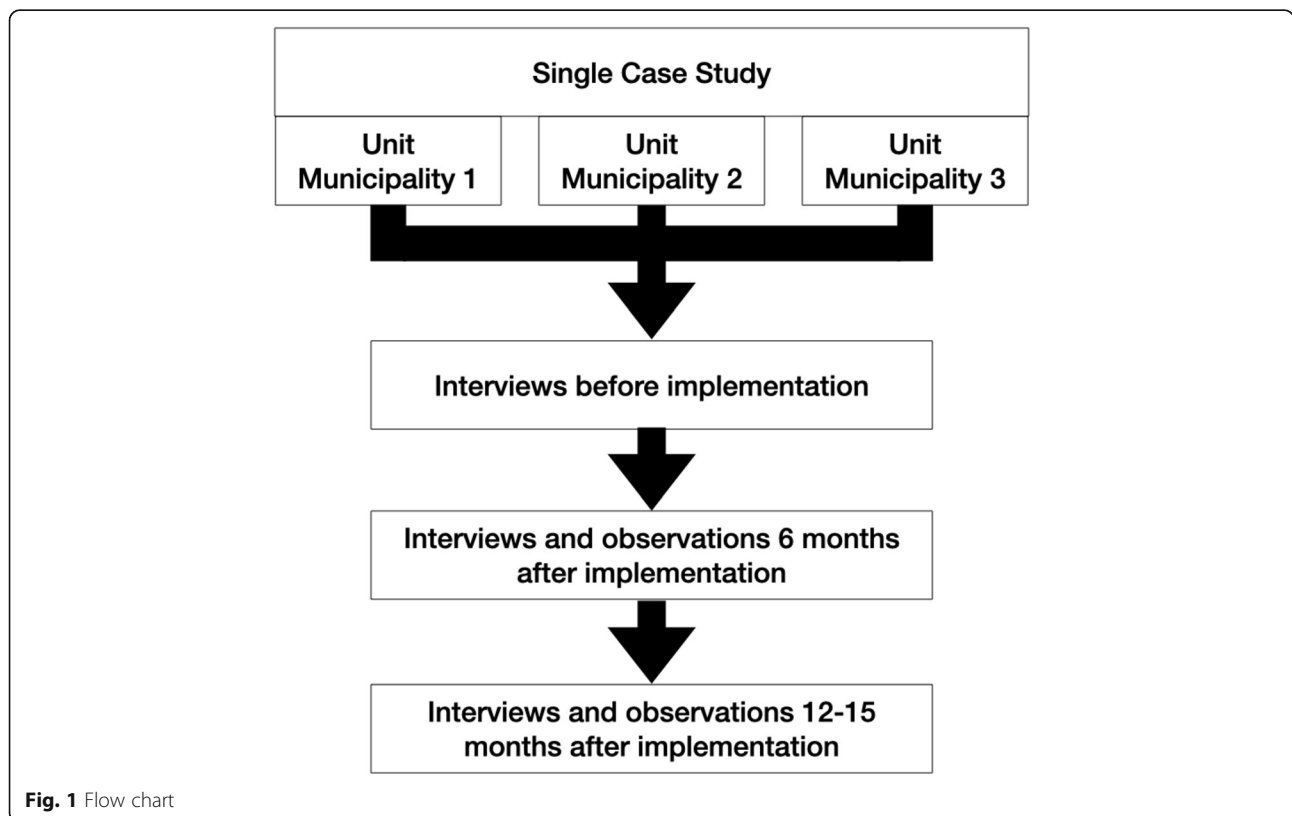 Single Case Study
Unit
Municipality 1
Unit
Municipality 2
Unit
Municipality 3
Interviews before implementation
Interviews and observations 6 months
after implementation
Interviews and observations 12-15
months after implementation
Fig. 1 Flow chart